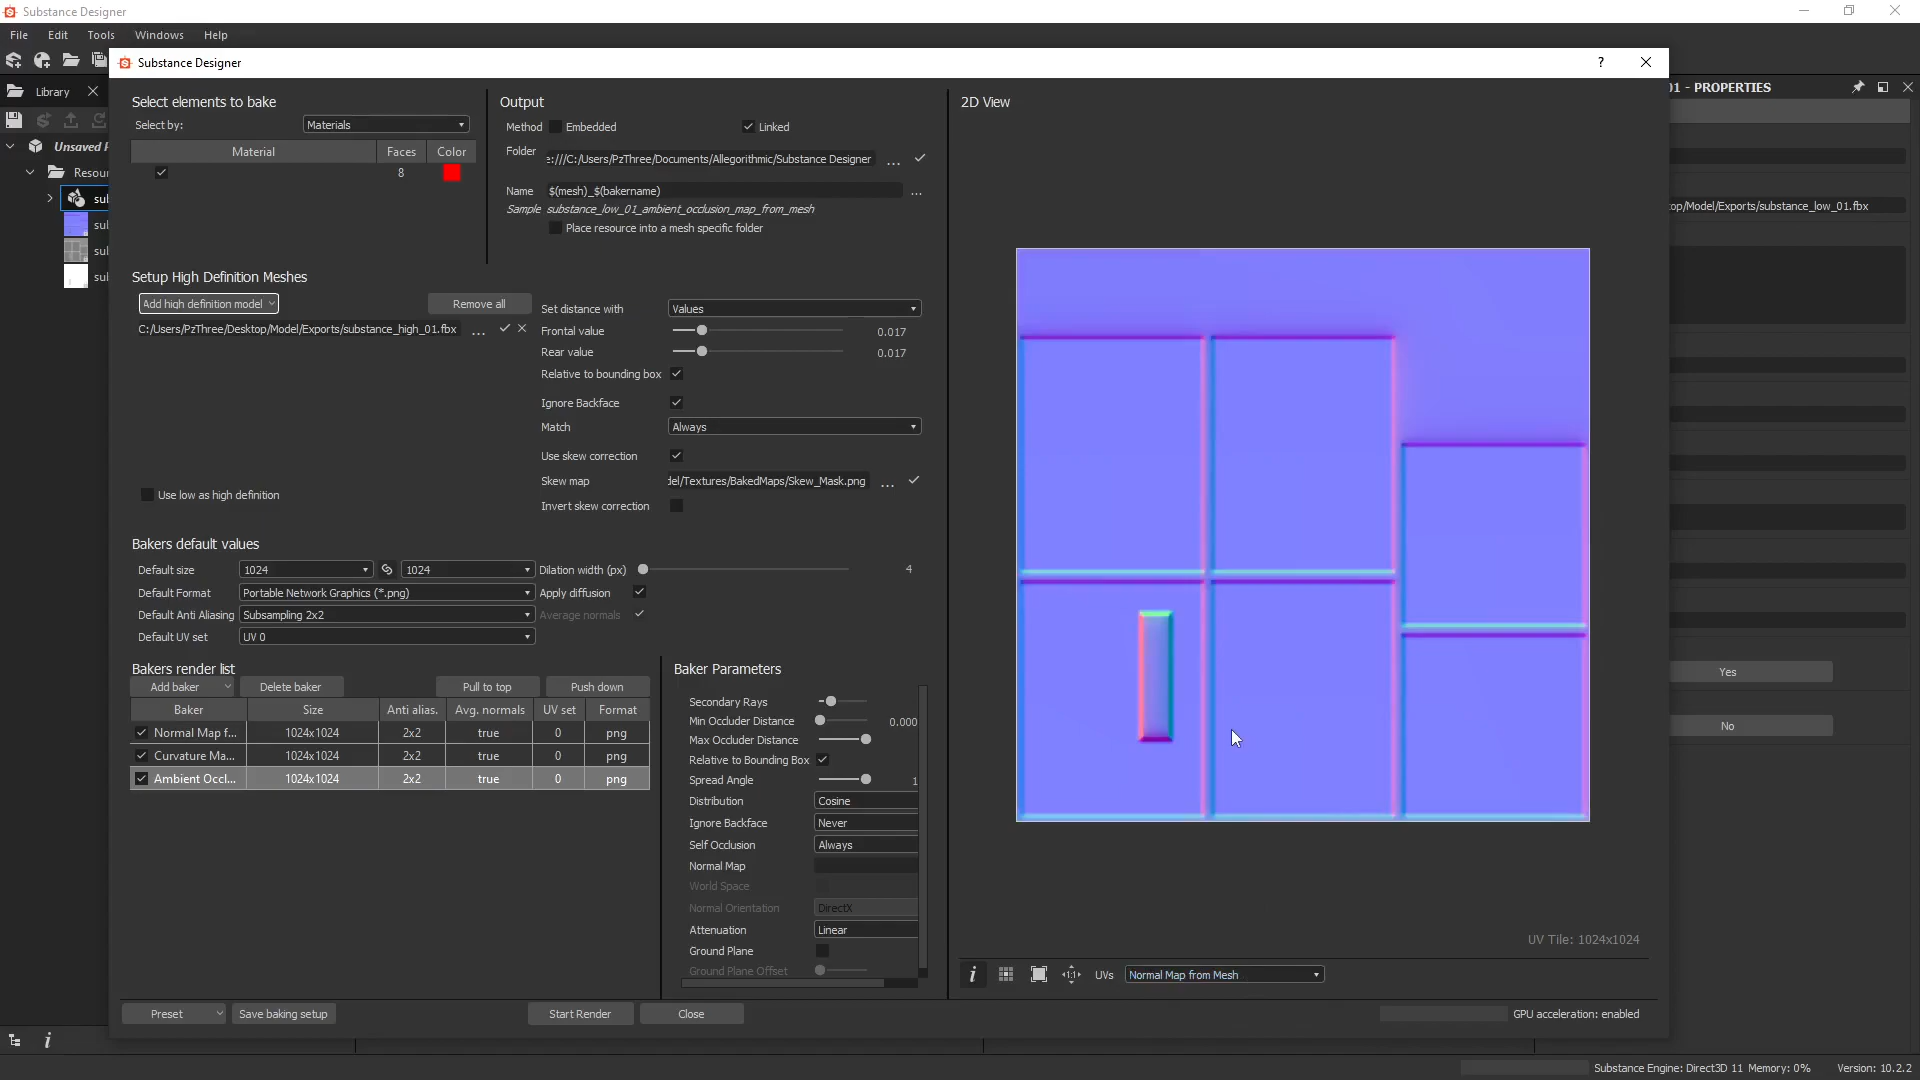 Substance Designer
File Edit Tools Windows Help
Substance Designer
?
Library
01 - PROPERTIES
Select elements to bake
Select by: Materials
Material Faces Color
8
Output
Method Embedded Linked
Folder e:///C:/Users/PzThree/Documents/Allegorithmic/Substance Designer ...
Name $(mesh)_$(bakername) ...
Sample substance_low_01_ambient_occlusion_map_from_mesh
Place resource into a mesh specific folder
2D View
Unsaved P
Resour
sul
sul
sul
sul
op/Model/Exports/substance_low_01.fbx
Setup High Definition Meshes
Add high definition model Remove all
C:/Users/PzThree/Desktop/Model/Exports/substance_high_01.fbx ...
Use low as high definition
Set distance with Values
Frontal value 0.017
Rear value 0.017
Relative to bounding box
Ignore Backface
Match Always
Use skew correction
Skew map del/Textures/BakedMaps/Skew_Mask.png ...
Invert skew correction
Bakers default values
Default size 1024 1024
Dilation width (px) 4
Default Format Portable Network Graphics (*.png)
Apply diffusion
Default Anti Aliasing Subsampling 2x2
Average normals
Default UV set UV 0
Bakers render list
Add baker Delete baker Pull to top Push down
Baker Size Anti alias. Avg. normals UV set Format
Normal Map f... 1024x1024 2x2 true 0 png
Curvature Ma... 1024x1024 2x2 true 0 png
Ambient Occl... 1024x1024 2x2 true 0 png
Baker Parameters
Secondary Rays
Min Occluder Distance 0.000
Max Occluder Distance
Relative to Bounding Box
Spread Angle 1
Distribution Cosine
Ignore Backface Never
Self Occlusion Always
Normal Map
World Space
Normal Orientation DirectX
Attenuation Linear
Ground Plane
Ground Plane Offset
Yes
No
UV Tile: 1024x1024
i 1:1 UVs Normal Map from Mesh
Preset Save baking setup Start Render Close
GPU acceleration: enabled
i
Substance Engine: Direct3D 11 Memory: 0% Version: 10.2.2